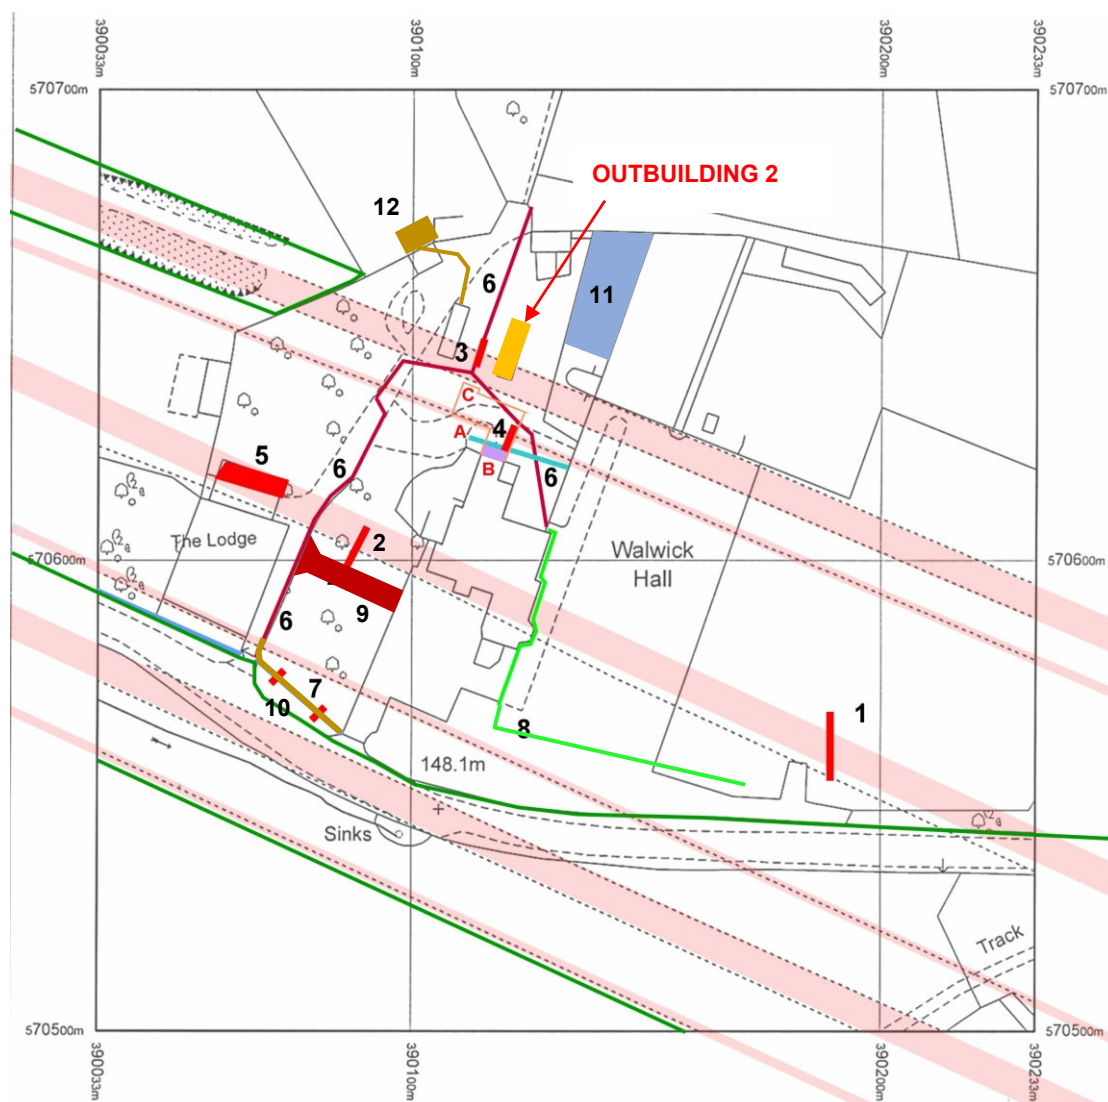 390033m
390100m
390200m
390233m
570700m
570700m
OUTBUILDING 2
12
6
11
3
C
4
A
B
5
6
6
The Lodge
2
Walwick
Hall
570600m
570600m
9
6
7
10
1
8
148.1m
Sinks
Track
570500m
570500m
390033m
390100m
390200m
390233m